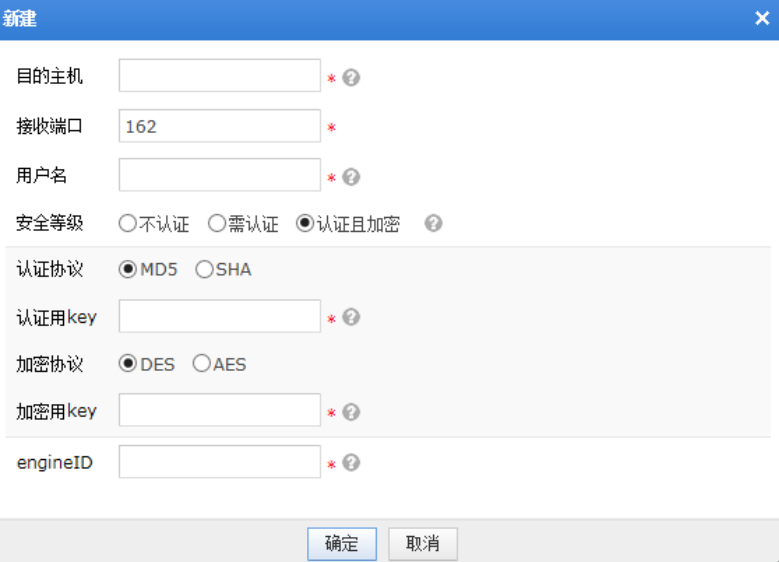 新建
目的主机 * ?
接收端口 162 *
用户名 * ?
安全等级 不认证 需认证 认证且加密 ?
认证协议 MD5 SHA
认证用key * ?
加密协议 DES AES
加密用key * ?
engineID * ?
确定 取消